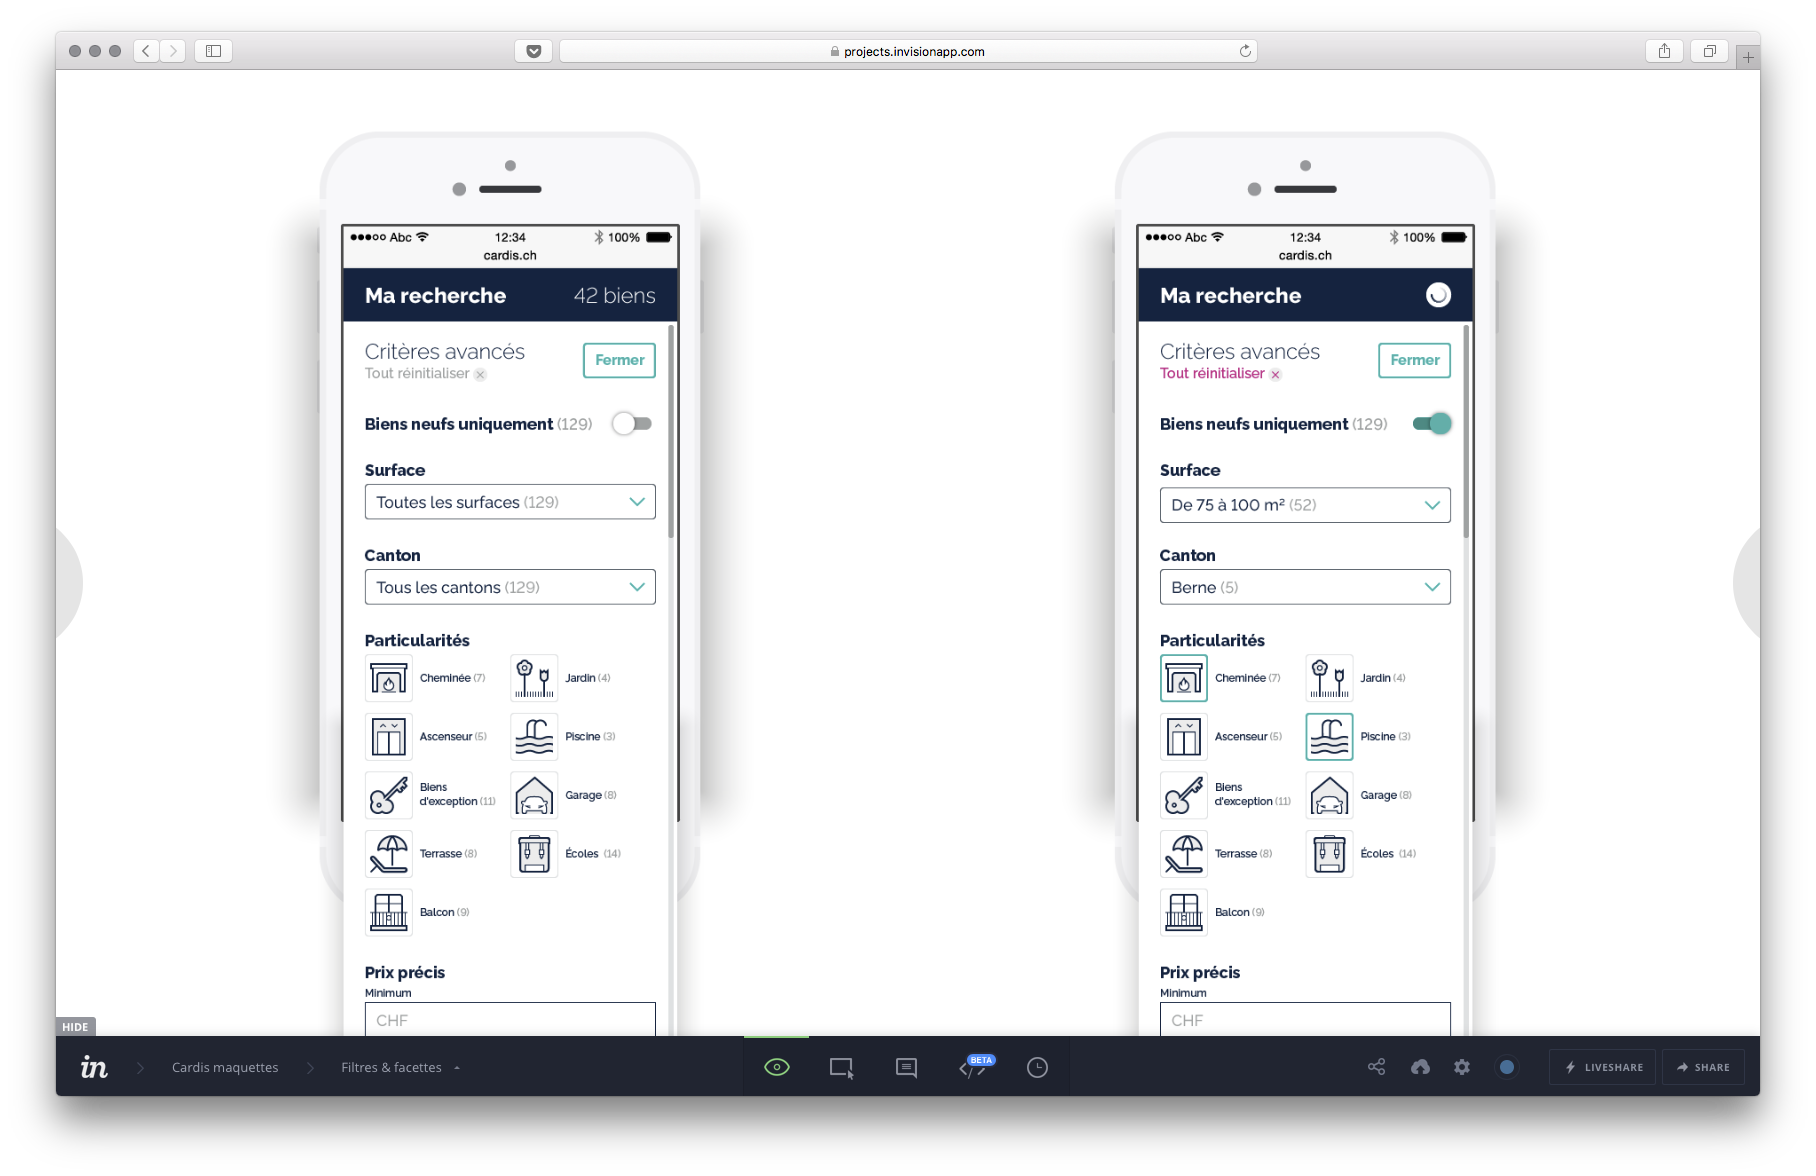 projects.invisionapp.com
Abc 12:34 100%
cardis.ch
Ma recherche 42 biens
Critères avancés
Fermer
Tout réinitialiser
Biens neufs uniquement (129)
Surface
Toutes les surfaces (129)
Canton
Tous les cantons (129)
Particularités
Cheminée (7)
Jardin (4)
Ascenseur (5)
Piscine (3)
Biens
d'exception (11)
Garage (8)
Terrasse (8)
Écoles (14)
Balcon (9)
Prix précis
Minimum
CHF
Abc 12:34 100%
cardis.ch
Ma recherche
Critères avancés
Fermer
Tout réinitialiser
Biens neufs uniquement (129)
Surface
De 75 à 100 m² (52)
Canton
Berne (5)
Particularités
Cheminée (7)
Jardin (4)
Ascenseur (5)
Piscine (3)
Biens
d'exception (11)
Garage (8)
Terrasse (8)
Écoles (14)
Balcon (9)
Prix précis
Minimum
CHF
HIDE
in Cardis maquettes Filtres & facettes BETA LIVESHARE SHARE